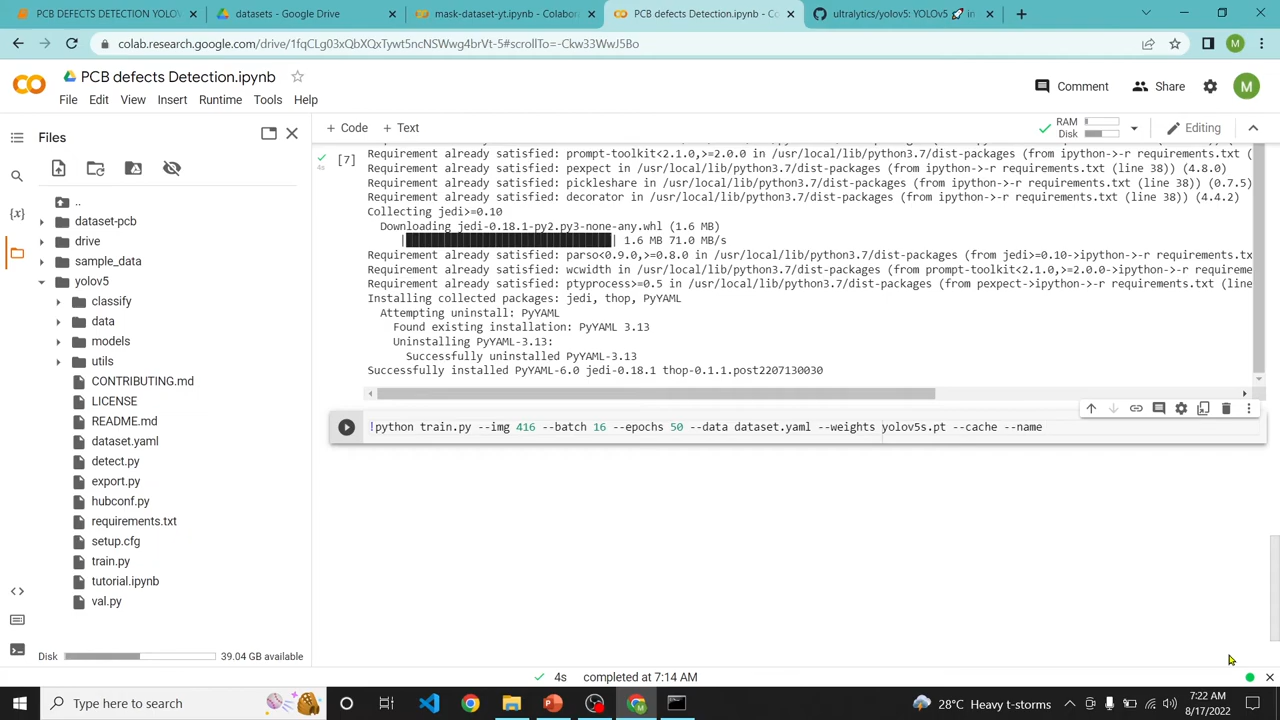 PCB DEFECTS DETECTION YOLOV
datasets - Google Drive
mask-dataset-yt.ipynb - Colabora
PCB defects Detection.ipynb - Co
ultralytics/yolov5: YOLOv5 🚀 in
colab.research.google.com/drive/1fqCLg03xQbXQxTywt5ncNSWwg4brVt-5#scrollTo=-Ckw33WwJ5Bo
M
PCB defects Detection.ipynb
Comment
Share
M
File Edit View Insert Runtime Tools Help
Files
+ Code + Text
RAM
Disk
Editing
[7]
4s
Requirement already satisfied: prompt-toolkit<2.1.0,>=2.0.0 in /usr/local/lib/python3.7/dist-packages (from ipython->-r requirements.txt (
Requirement already satisfied: pexpect in /usr/local/lib/python3.7/dist-packages (from ipython->-r requirements.txt (line 38)) (4.8.0)
Requirement already satisfied: pickleshare in /usr/local/lib/python3.7/dist-packages (from ipython->-r requirements.txt (line 38)) (0.7.5)
Requirement already satisfied: decorator in /usr/local/lib/python3.7/dist-packages (from ipython->-r requirements.txt (line 38)) (4.4.2)
Collecting jedi>=0.10
Downloading jedi-0.18.1-py2.py3-none-any.whl (1.6 MB)
1.6 MB 71.0 MB/s
Requirement already satisfied: parso<0.9.0,>=0.8.0 in /usr/local/lib/python3.7/dist-packages (from jedi>=0.10->ipython->-r requirements.tx
Requirement already satisfied: wcwidth in /usr/local/lib/python3.7/dist-packages (from prompt-toolkit<2.1.0,>=2.0.0->ipython->-r requireme
Requirement already satisfied: ptyprocess>=0.5 in /usr/local/lib/python3.7/dist-packages (from pexpect->ipython->-r requirements.txt (line
Installing collected packages: jedi, thop, PyYAML
Attempting uninstall: PyYAML
Found existing installation: PyYAML 3.13
Uninstalling PyYAML-3.13:
Successfully uninstalled PyYAML-3.13
Successfully installed PyYAML-6.0 jedi-0.18.1 thop-0.1.1.post2207130030
!python train.py --img 416 --batch 16 --epochs 50 --data dataset.yaml --weights yolov5s.pt --cache --name
{x}
..
dataset-pcb
drive
sample_data
yolov5
classify
data
models
utils
CONTRIBUTING.md
LICENSE
README.md
dataset.yaml
detect.py
export.py
hubconf.py
requirements.txt
setup.cfg
train.py
tutorial.ipynb
val.py
Disk
39.04 GB available
4s completed at 7:14 AM
Type here to search
28°C Heavy t-storms
7:22 AM
8/17/2022